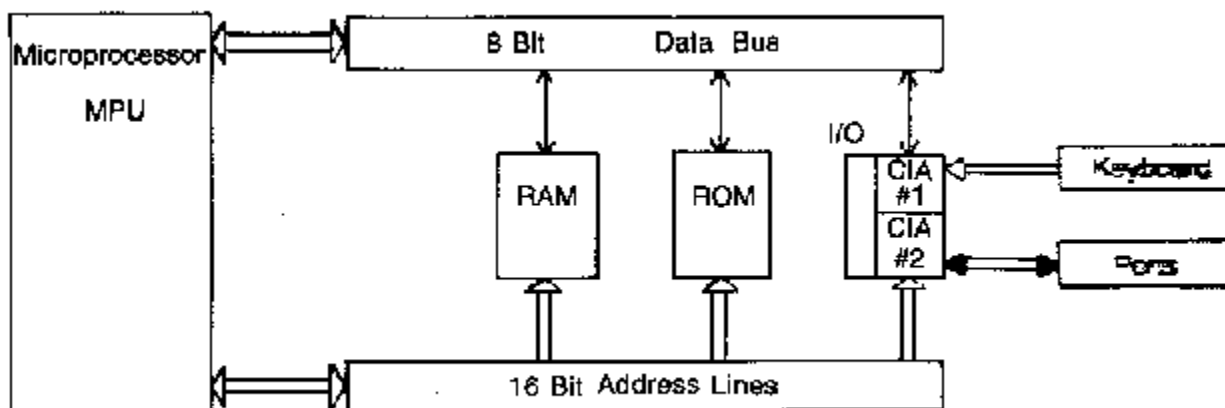 Microprocessor
MPU
8 Bit Data Bus
I/O
RAM
ROM
CIA
#1
CIA
#2
Keyboard
Ports
16 Bit Address Lines